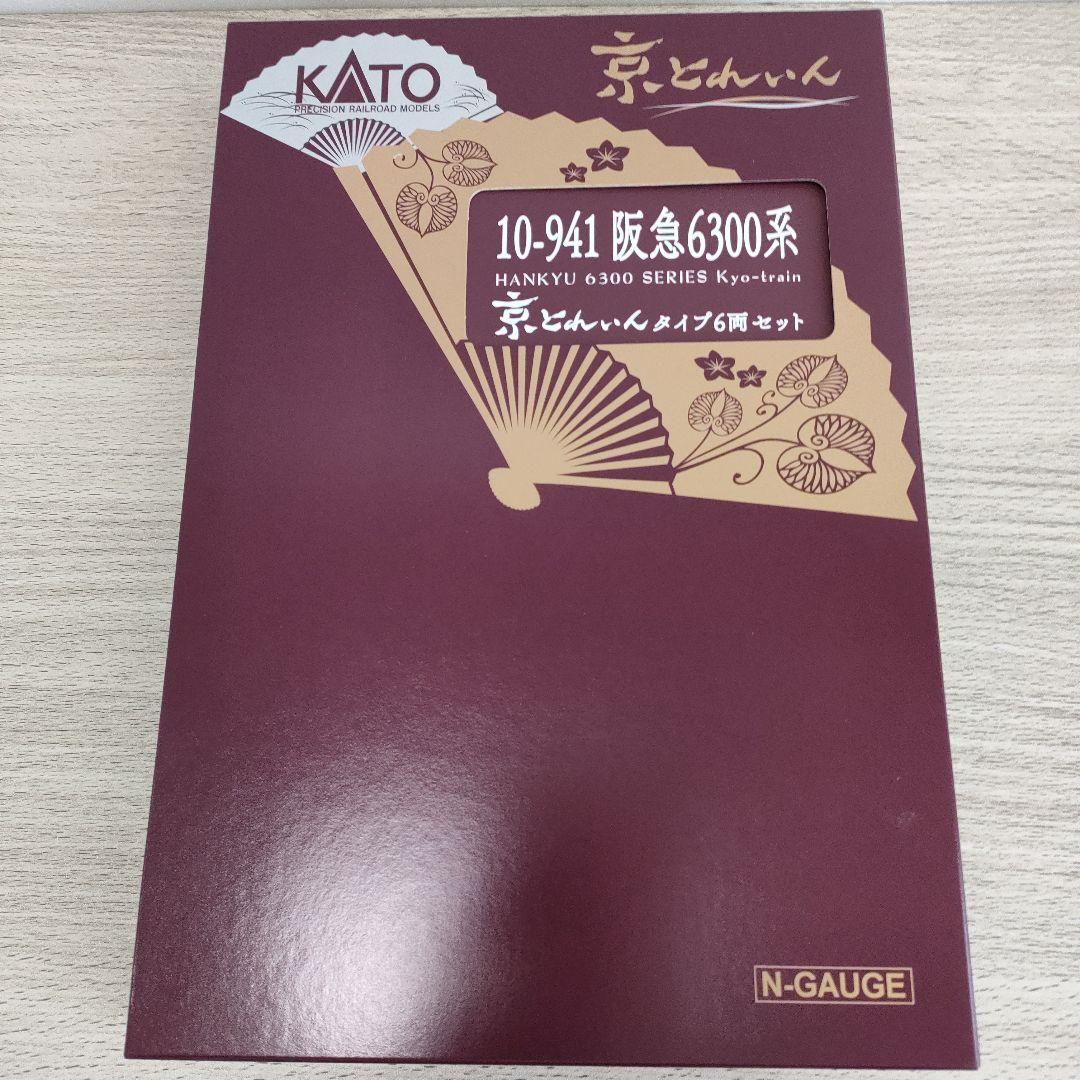 KATO
PRECISION RAILROAD MODELS
京とれいん
10-941 阪急6300系
HANKYU 6300 SERIES Kyo-train
京とれいん タイプ6両セット
N-GAUGE